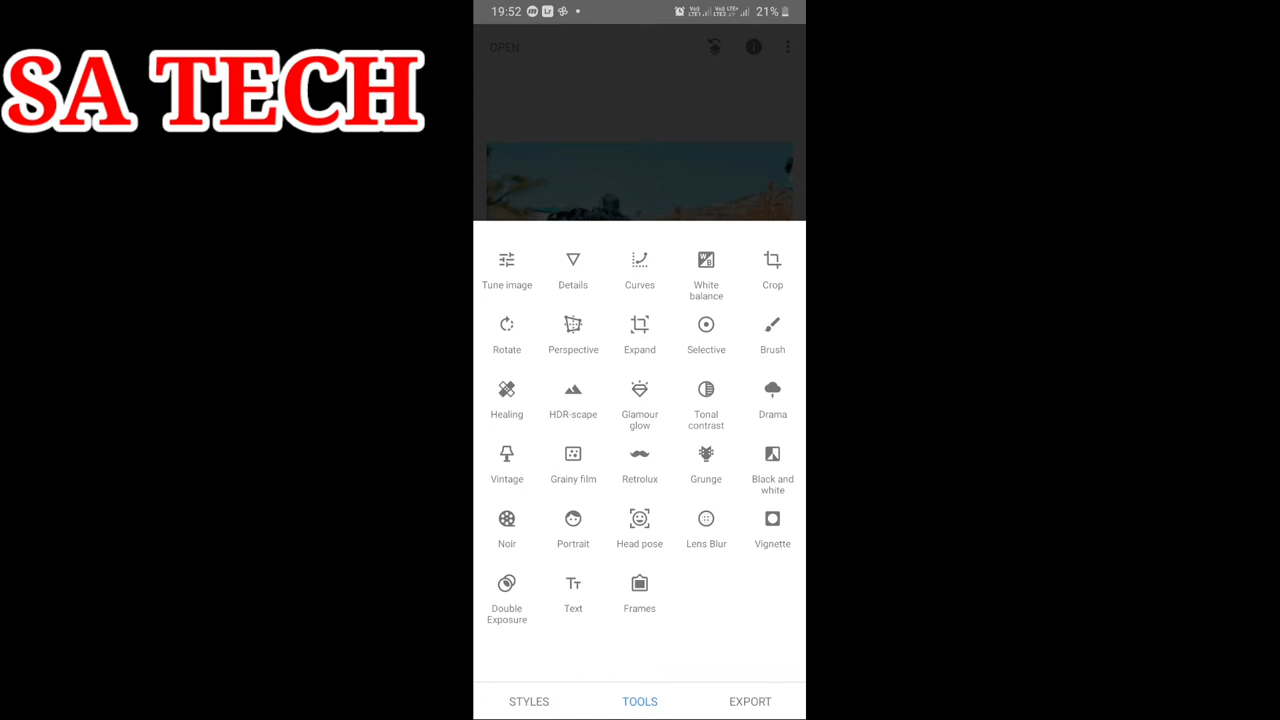 SA TECH
19:52
21%
OPEN
Tune image
Details
Curves
White
balance
Crop
Rotate
Perspective
Expand
Selective
Brush
Healing
HDR-scape
Glamour
glow
Tonal
contrast
Drama
Vintage
Grainy film
Retrolux
Grunge
Black and
white
Noir
Portrait
Head pose
Lens Blur
Vignette
Double
Exposure
Text
Frames
STYLES
TOOLS
EXPORT